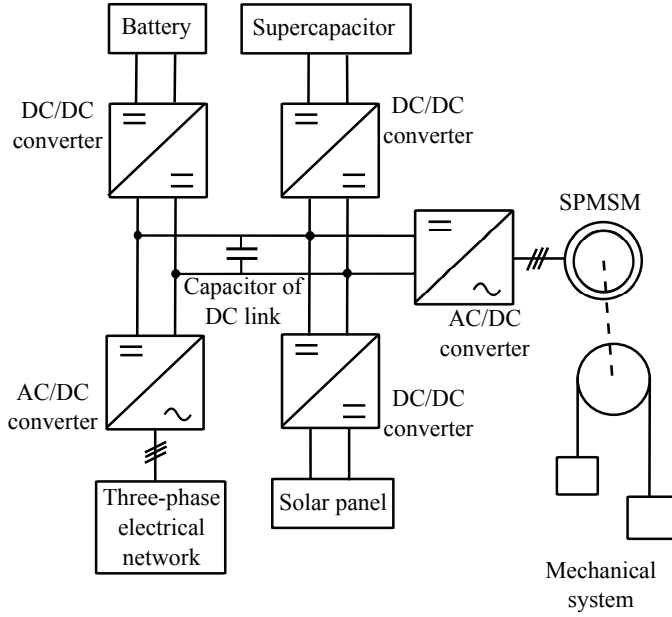 Battery
Supercapacitor
DC/DC
converter
DC/DC
converter
SPMSM
Capacitor of
DC link
AC/DC
converter
AC/DC
converter
DC/DC
converter
Three-phase
electrical
network
Solar panel
Mechanical
system